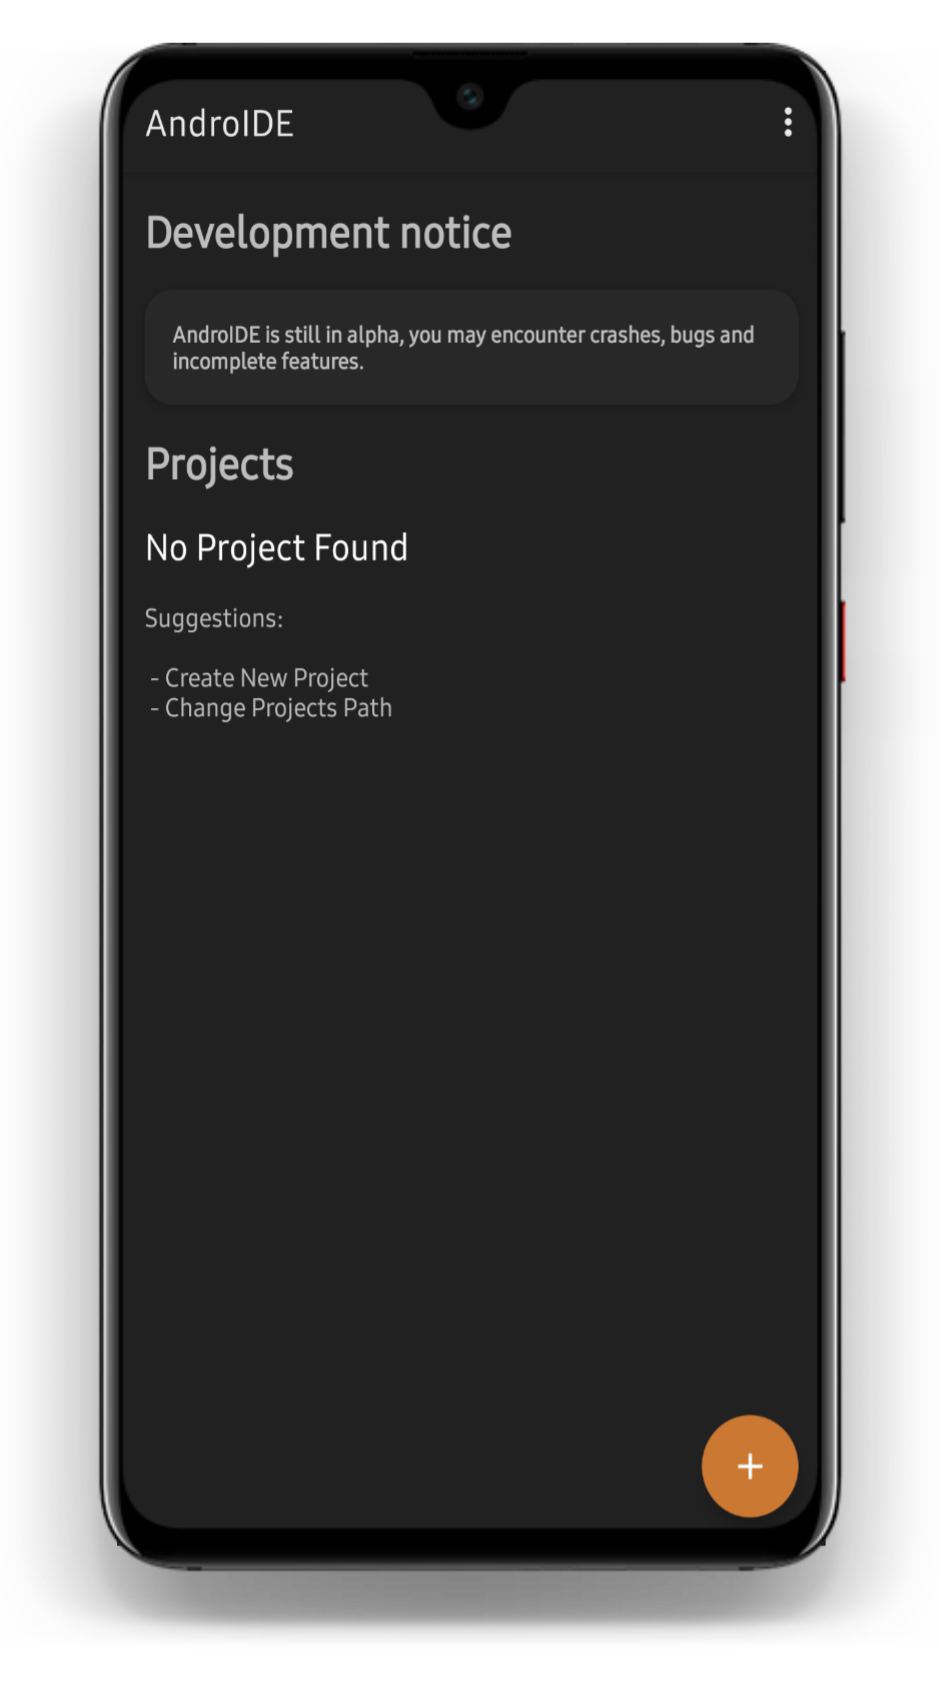 AndroIDE
Development notice
AndroIDE is still in alpha, you may encounter crashes, bugs and
incomplete features.
Projects
No Project Found
Suggestions:
- Create New Project
- Change Projects Path
+